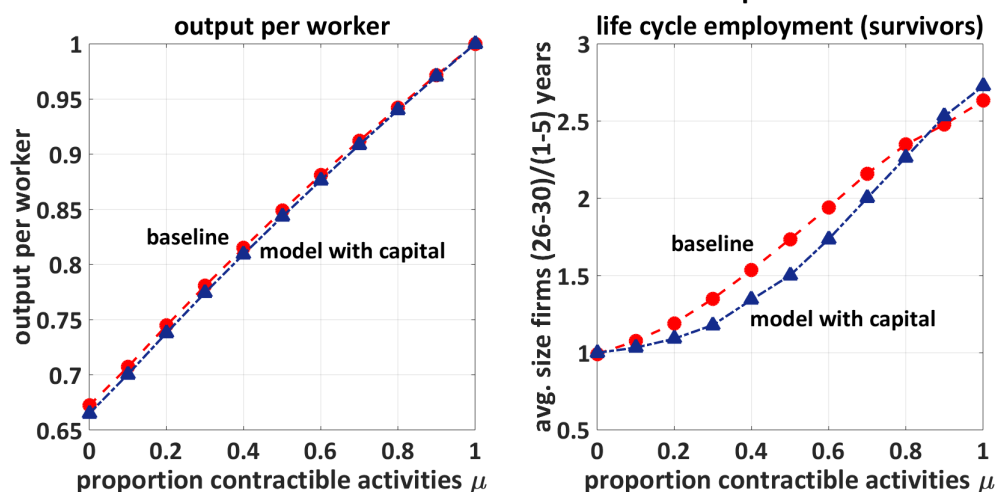 output per worker
output per worker
1
0.95
0.9
0.85
0.8
0.75
0.7
0.65
baseline
model with capital
0 0.2 0.4 0.6 0.8 1
proportion contractible activities μ
life cycle employment (survivors)
avg. size firms (26-30)/(1-5) years
3
2.5
2
1.5
1
0.5
baseline
model with capital
0 0.2 0.4 0.6 0.8 1
proportion contractible activities μ